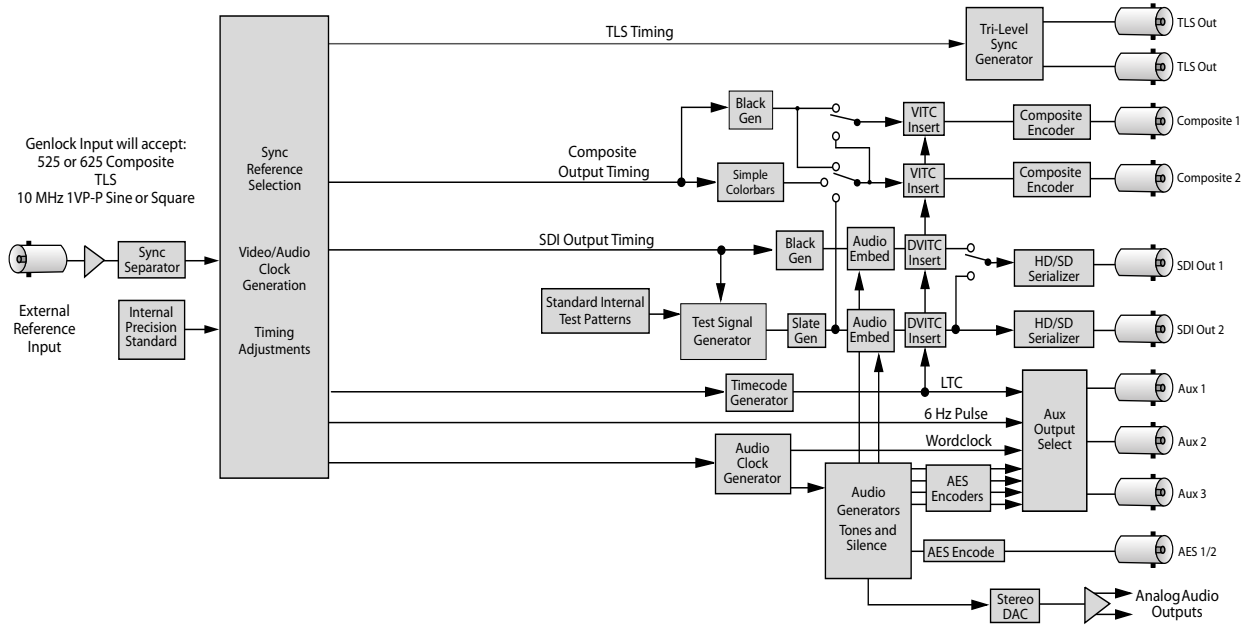 TLS Timing
Tri-Level
Sync
Generator
TLS Out
TLS Out
Genlock Input will accept:
525 or 625 Composite
TLS
10 MHz 1VP-P Sine or Square
Sync
Reference
Selection
Video/Audio
Clock
Generation
Timing
Adjustments
Sync
Separator
External
Reference
Input
Internal
Precision
Standard
Composite
Output Timing
Black
Gen
Simple
Colorbars
VITC
Insert
Composite
Encoder
Composite 1
VITC
Insert
Composite
Encoder
Composite 2
SDI Output Timing
Black
Gen
Audio
Embed
DVITC
Insert
HD/SD
Serializer
SDI Out 1
Standard Internal
Test Patterns
Test Signal
Generator
Slate
Gen
Audio
Embed
DVITC
Insert
HD/SD
Serializer
SDI Out 2
Timecode
Generator
LTC
6 Hz Pulse
Wordclock
Audio
Clock
Generator
Audio
Generators
Tones and
Silence
AES
Encoders
Aux
Output
Select
Aux 1
Aux 2
Aux 3
AES Encode
AES 1/2
Stereo
DAC
Analog Audio
Outputs